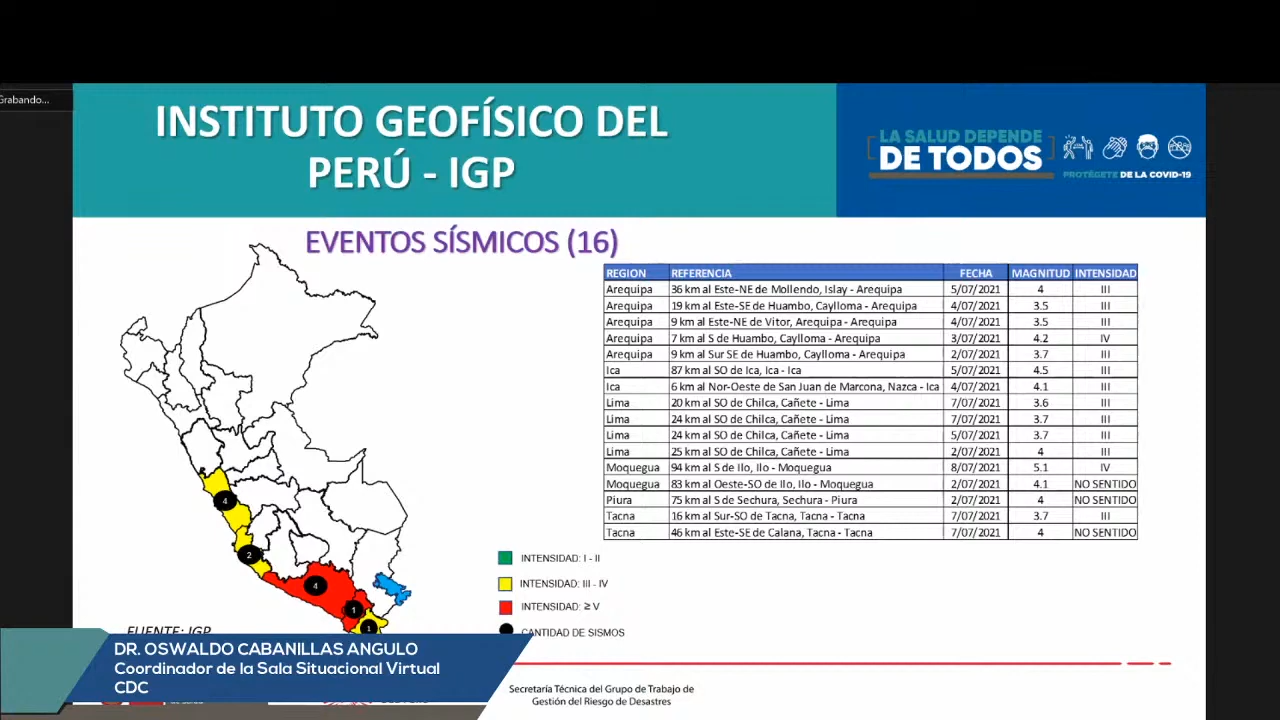 Grabando...
INSTITUTO GEOFÍSICO DEL
PERÚ - IGP
LA SALUD DEPENDE
DE TODOS
PROTÉGETE DE LA COVID-19
EVENTOS SÍSMICOS (16)
REGION REFERENCIA FECHA MAGNITUD INTENSIDAD
Arequipa 36 km al Este-NE de Mollendo, Islay - Arequipa 5/07/2021 4 III
Arequipa 19 km al Este-SE de Huambo, Caylloma - Arequipa 4/07/2021 3.5 III
Arequipa 9 km al Este-NE de Vitor, Arequipa - Arequipa 4/07/2021 3.5 III
Arequipa 7 km al S de Huambo, Caylloma - Arequipa 3/07/2021 4.2 IV
Arequipa 9 km al Sur SE de Huambo, Caylloma - Arequipa 2/07/2021 3.7 III
Ica 87 km al SO de Ica, Ica - Ica 5/07/2021 4.5 III
Ica 6 km al Nor-Oeste de San Juan de Marcona, Nazca - Ica 4/07/2021 4.1 III
Lima 20 km al SO de Chilca, Cañete - Lima 7/07/2021 3.6 III
Lima 24 km al SO de Chilca, Cañete - Lima 7/07/2021 3.7 III
Lima 24 km al SO de Chilca, Cañete - Lima 5/07/2021 3.7 III
Lima 25 km al SO de Chilca, Cañete - Lima 2/07/2021 4 III
Moquegua 94 km al S de Ilo, Ilo - Moquegua 8/07/2021 5.1 IV
Moquegua 83 km al Oeste-SO de Ilo, Ilo - Moquegua 2/07/2021 4.1 NO SENTIDO
Piura 75 km al S de Sechura, Sechura - Piura 2/07/2021 4 III
Tacna 16 km al Sur-SO de Tacna, Tacna - Tacna 7/07/2021 3.7 III
Tacna 46 km al Este-SE de Calana, Tacna - Tacna 7/07/2021 4 NO SENTIDO
4
2
4
1
1
INTENSIDAD: I - II
INTENSIDAD: III - IV
INTENSIDAD: ≥ V
CANTIDAD DE SISMOS
FUENTE: IGP
DR. OSWALDO CABANILLAS ANGULO
Coordinador de la Sala Situacional Virtual
CDC
Secretaría Técnica del Grupo de Trabajo de
Gestión del Riesgo de Desastres